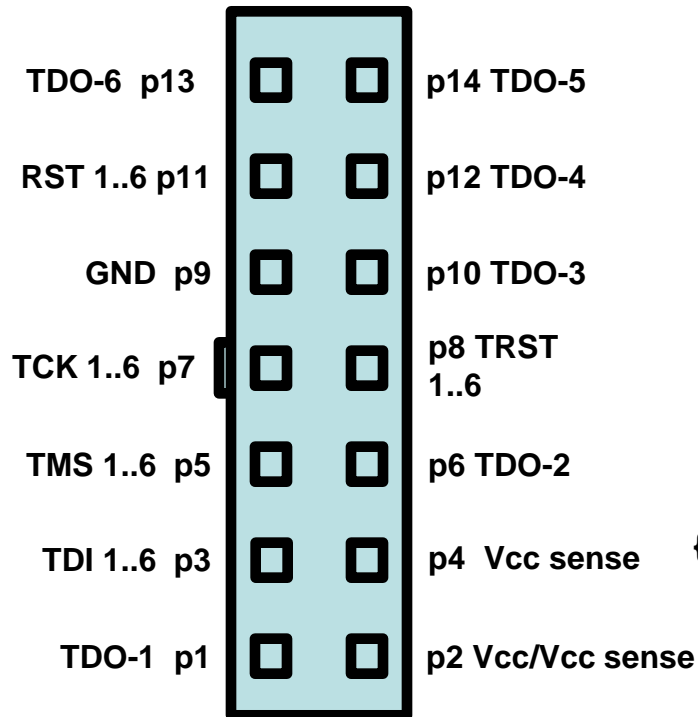 TDO-6 p13
p14 TDO-5
RST 1..6 p11
p12 TDO-4
GND p9
p10 TDO-3
TCK 1..6 p7
p8 TRST
1..6
TMS 1..6 p5
p6 TDO-2
TDI 1..6 p3
p4 Vcc sense
TDO-1 p1
p2 Vcc/Vcc sense